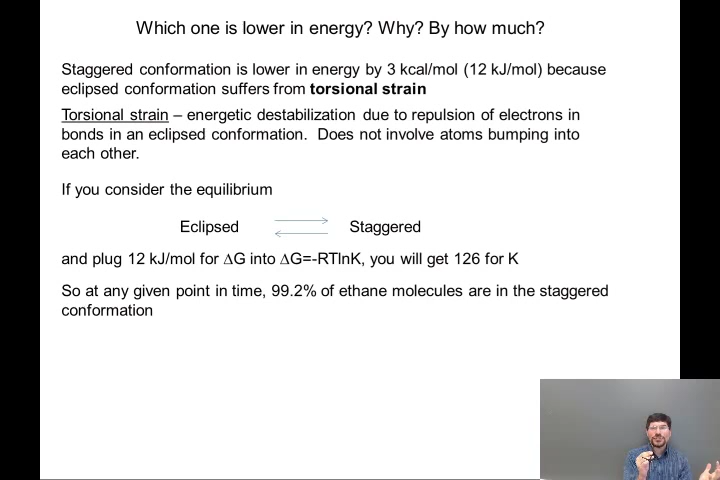 Which one is lower in energy? Why? By how much?
Staggered conformation is lower in energy by 3 kcal/mol (12 kJ/mol) because
eclipsed conformation suffers from torsional strain
Torsional strain – energetic destabilization due to repulsion of electrons in
bonds in an eclipsed conformation.  Does not involve atoms bumping into
each other.
If you consider the equilibrium
Eclipsed Staggered
and plug 12 kJ/mol for ΔG into ΔG=-RTlnK, you will get 126 for K
So at any given point in time, 99.2% of ethane molecules are in the staggered
conformation